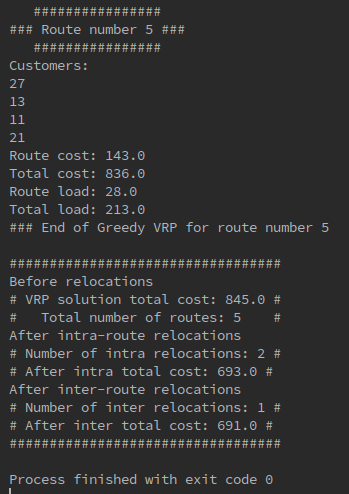 ################
### Route number 5 ###
################
Customers:
27
13
11
21
Route cost: 143.0
Total cost: 836.0
Route load: 28.0
Total load: 213.0
### End of Greedy VRP for route number 5
##################################
Before relocations
# VRP solution total cost: 845.0 #
#   Total number of routes: 5    #
After intra-route relocations
# Number of intra relocations: 2 #
# After intra total cost: 693.0 #
After inter-route relocations
# Number of inter relocations: 1 #
# After inter total cost: 691.0 #
##################################
Process finished with exit code 0